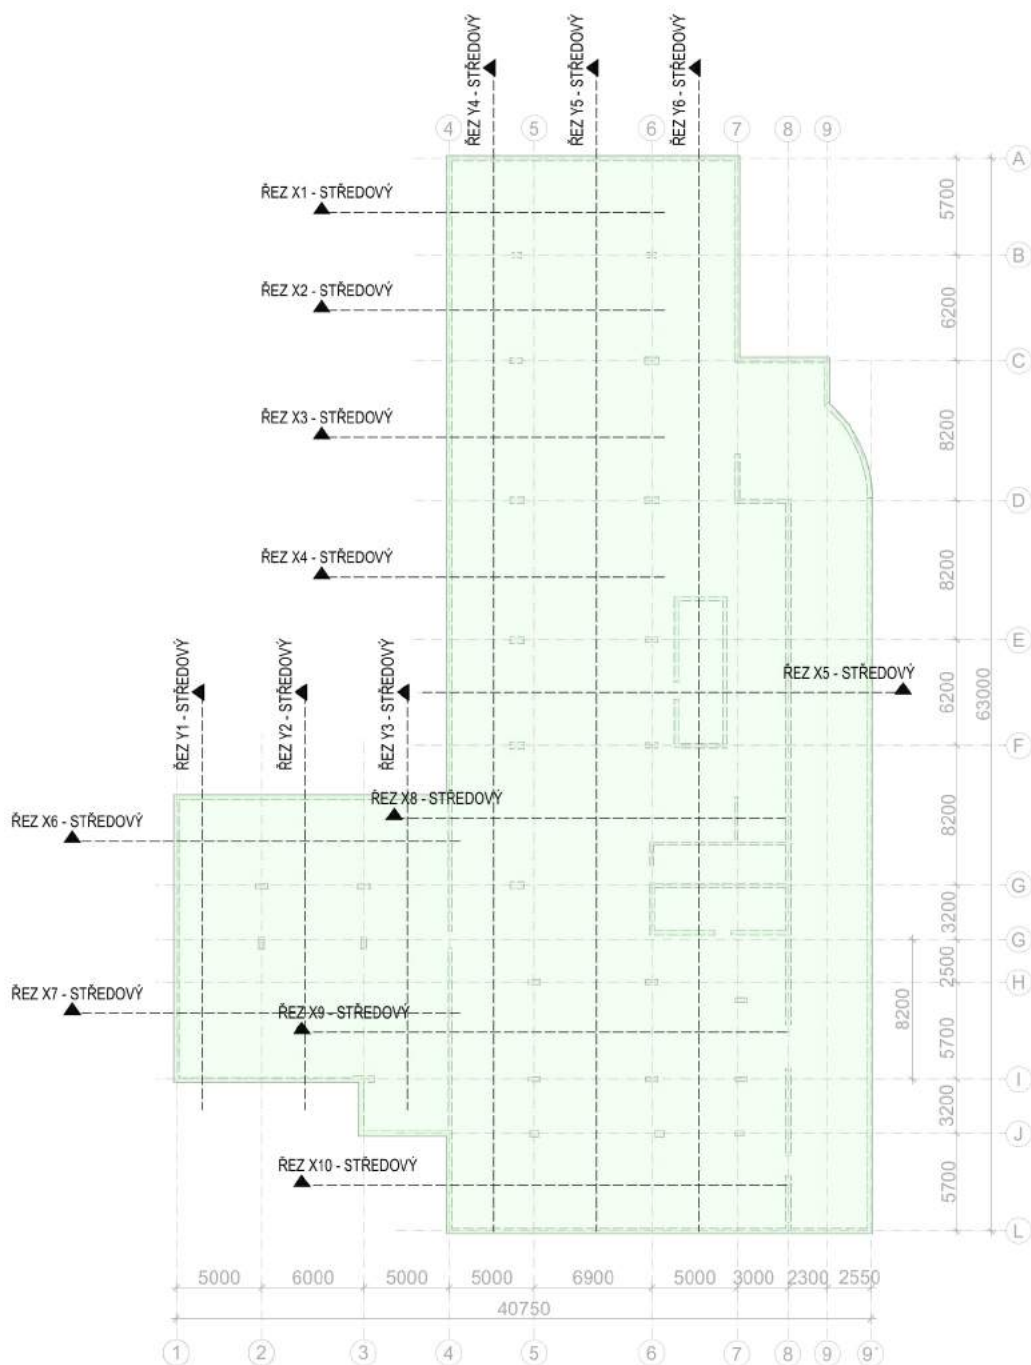 ŘEZ Y4 - STŘEDOVÝ
ŘEZ Y5 - STŘEDOVÝ
ŘEZ Y6 - STŘEDOVÝ
4
5
6
7
8
9
A
ŘEZ X1 - STŘEDOVÝ
5700
B
ŘEZ X2 - STŘEDOVÝ
6200
C
ŘEZ X3 - STŘEDOVÝ
8200
D
ŘEZ X4 - STŘEDOVÝ
8200
E
ŘEZ Y1 - STŘEDOVÝ
ŘEZ Y2 - STŘEDOVÝ
ŘEZ Y3 - STŘEDOVÝ
ŘEZ X5 - STŘEDOVÝ
6200
63000
F
ŘEZ X8 - STŘEDOVÝ
8200
ŘEZ X6 - STŘEDOVÝ
G
3200
G
2500
H
ŘEZ X7 - STŘEDOVÝ
ŘEZ X9 - STŘEDOVÝ
8200
5700
I
3200
J
ŘEZ X10 - STŘEDOVÝ
5700
L
5000
6000
5000
5000
6900
5000
3000
2300
2550
40750
1
2
3
4
5
6
7
8
9
9'